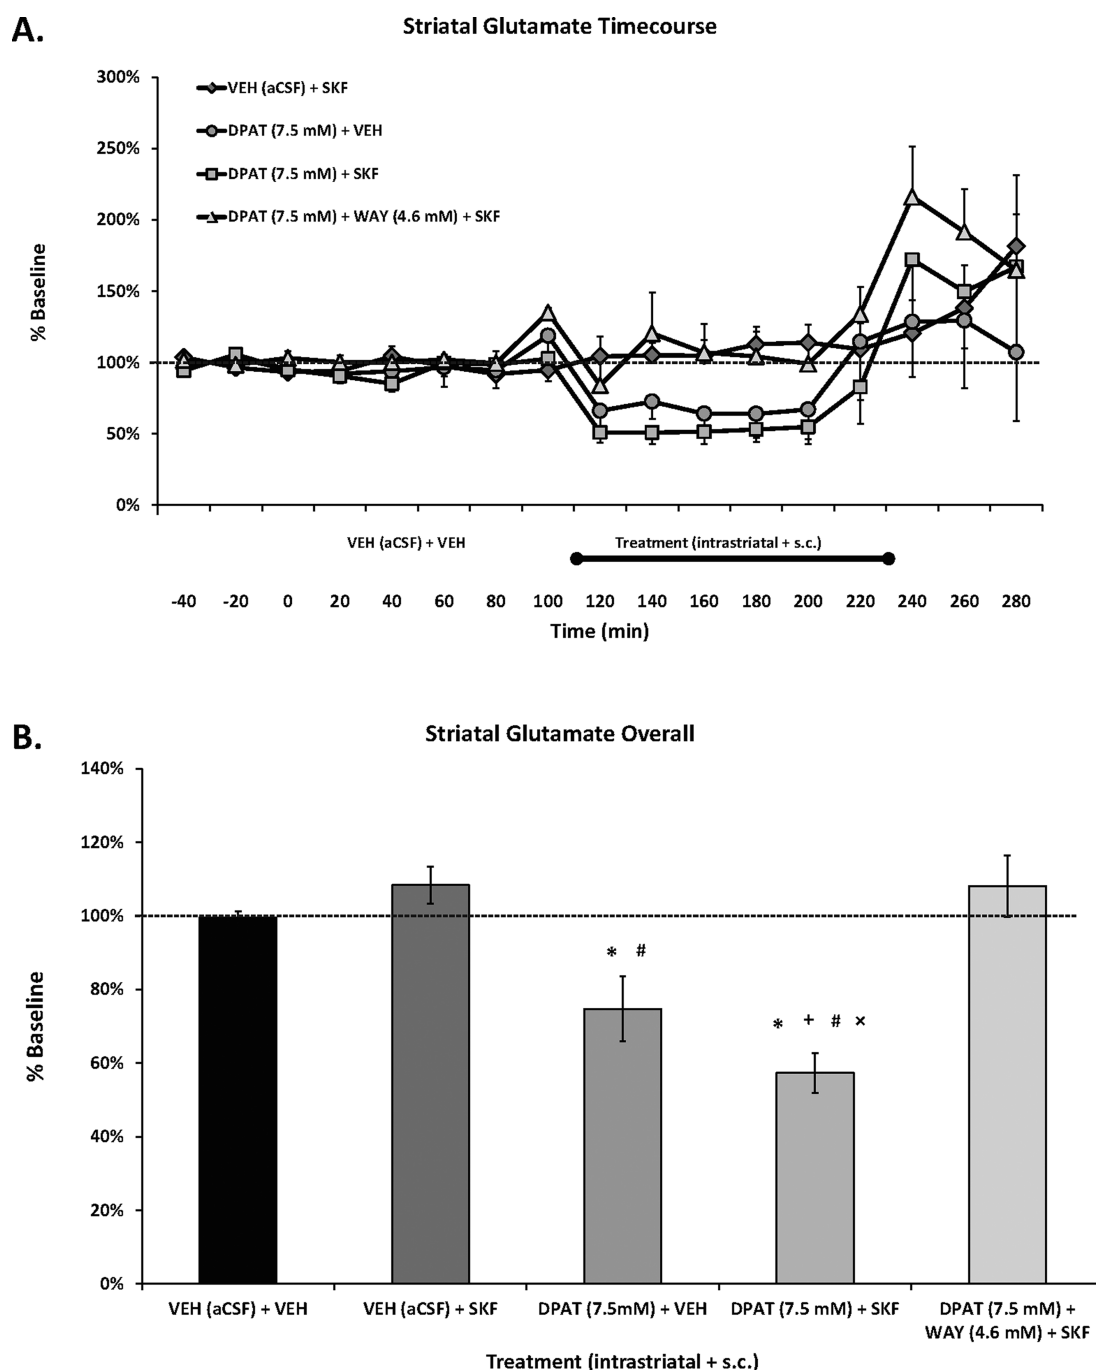 A.
Striatal Glutamate Timecourse
300%
250%
200%
150%
100%
50%
0%
% Baseline
VEH (aCSF) + SKF
DPAT (7.5 mM) + VEH
DPAT (7.5 mM) + SKF
DPAT (7.5 mM) + WAY (4.6 mM) + SKF
VEH (aCSF) + VEH
Treatment (intrastriatal + s.c.)
-40 -20 0 20 40 60 80 100 120 140 160 180 200 220 240 260 280
Time (min)
B.
Striatal Glutamate Overall
140%
120%
100%
80%
60%
40%
20%
0%
% Baseline
* #
* + # ×
VEH (aCSF) + VEH
VEH (aCSF) + SKF
DPAT (7.5mM) + VEH
DPAT (7.5 mM) + SKF
DPAT (7.5 mM) +
WAY (4.6 mM) + SKF
Treatment (intrastriatal + s.c.)